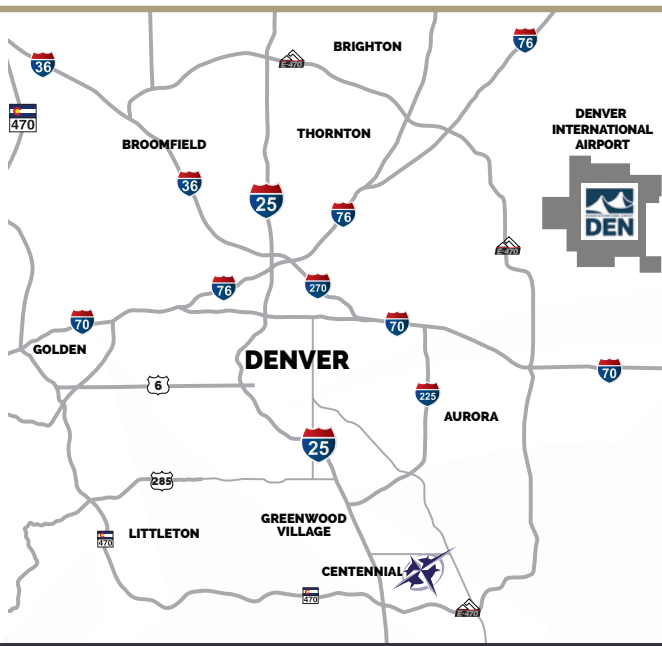 BRIGHTON
76
E-470
36
DENVER
INTERNATIONAL
AIRPORT
470
THORNTON
BROOMFIELD
36
25
76
DEN
E-470
76
270
70
70
GOLDEN
DENVER
70
6
225
AURORA
25
285
GREENWOOD
VILLAGE
LITTLETON
470
CENTENNIAL
470
E-470